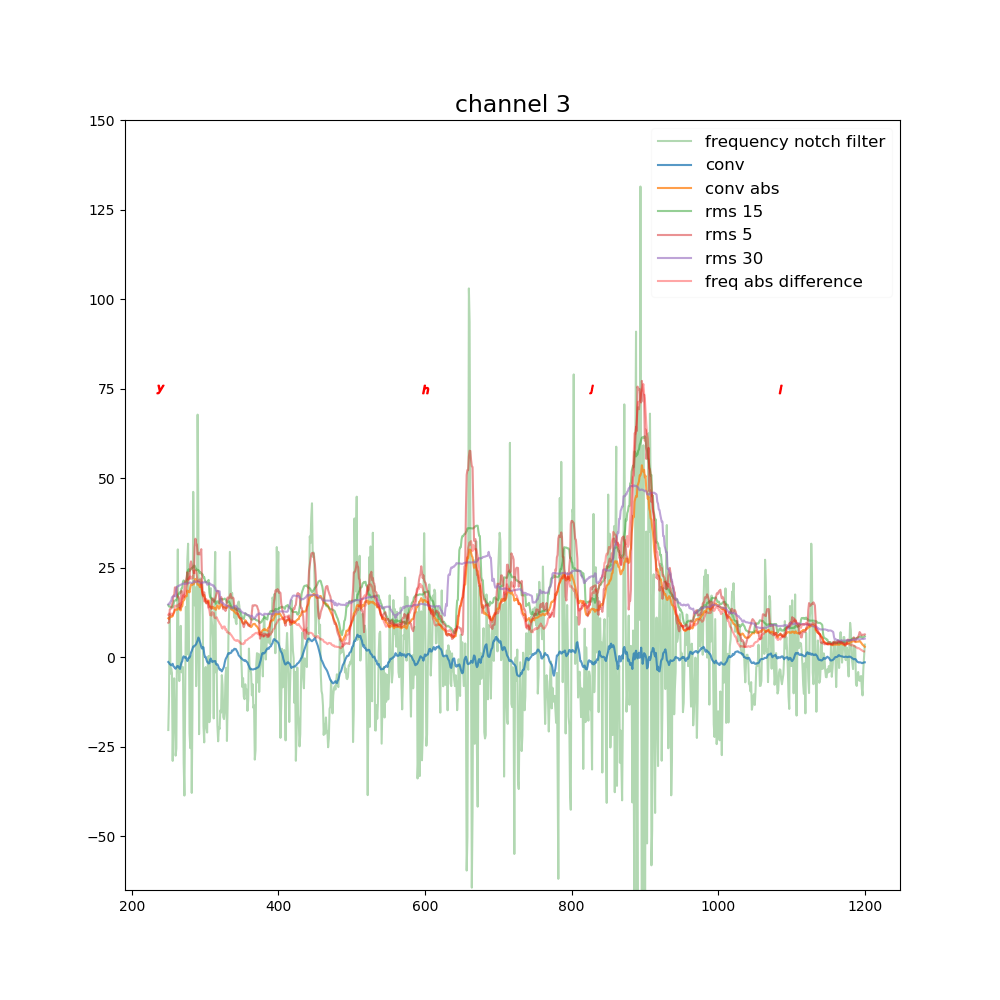 channel 3
150
125
100
75
50
25
0
−25
−50
frequency notch filter
conv
conv abs
rms 15
rms 5
rms 30
freq abs difference
y h j l
200 400 600 800 1000 1200